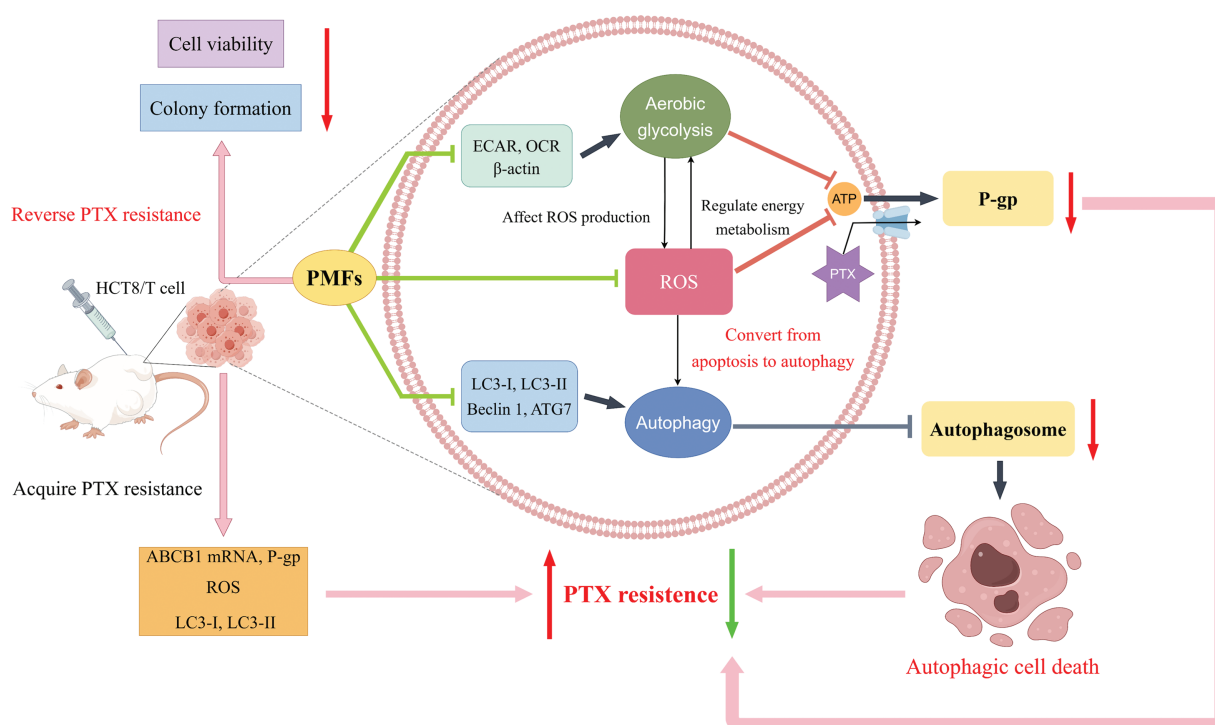 Cell viability
Colony formation
Reverse PTX resistance
HCT8/T cell
Acquire PTX resistance
ABCB1 mRNA, P-gp
ROS
LC3-I, LC3-II
PMFs
ECAR, OCR
β-actin
Aerobic
glycolysis
Affect ROS production
Regulate energy
metabolism
ROS
Convert from
apoptosis to autophagy
LC3-I, LC3-II
Beclin 1, ATG7
Autophagy
ATP
PTX
P-gp
Autophagosome
Autophagic cell death
PTX resistence